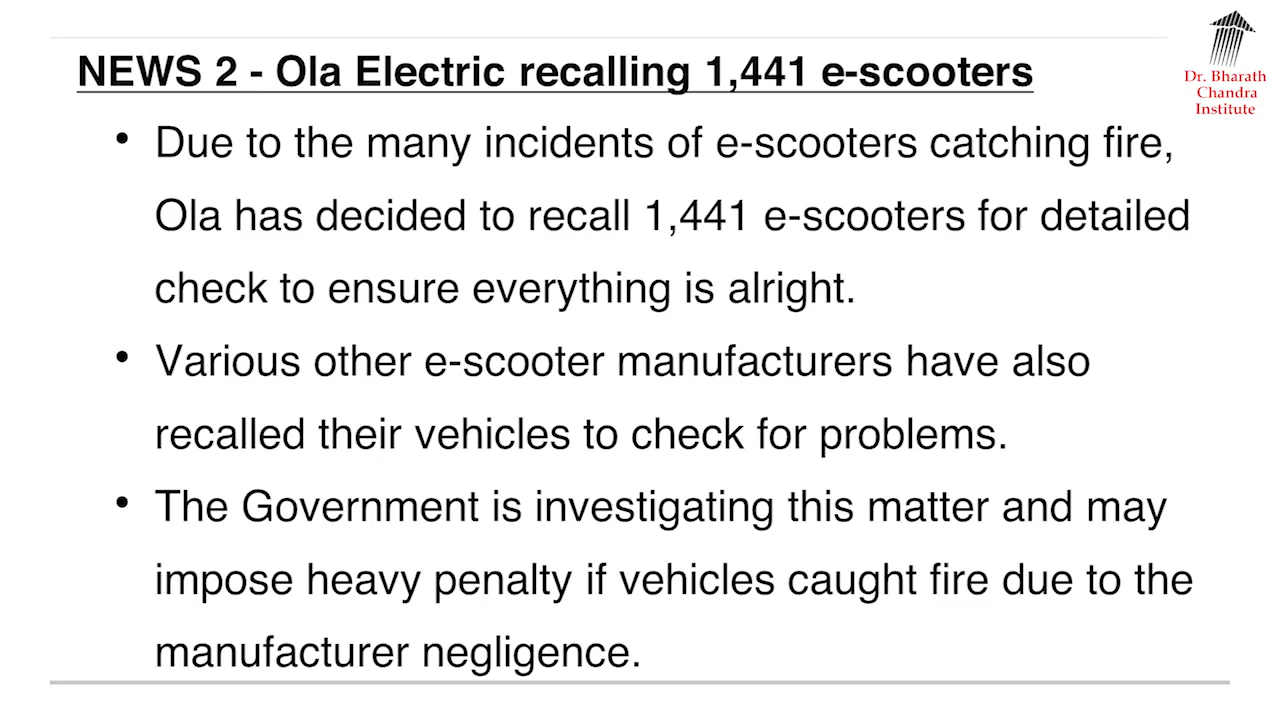 NEWS 2 - Ola Electric recalling 1,441 e-scooters
Dr. Bharath
Chandra
Institute
• Due to the many incidents of e-scooters catching fire,
Ola has decided to recall 1,441 e-scooters for detailed
check to ensure everything is alright.
• Various other e-scooter manufacturers have also
recalled their vehicles to check for problems.
• The Government is investigating this matter and may
impose heavy penalty if vehicles caught fire due to the
manufacturer negligence.